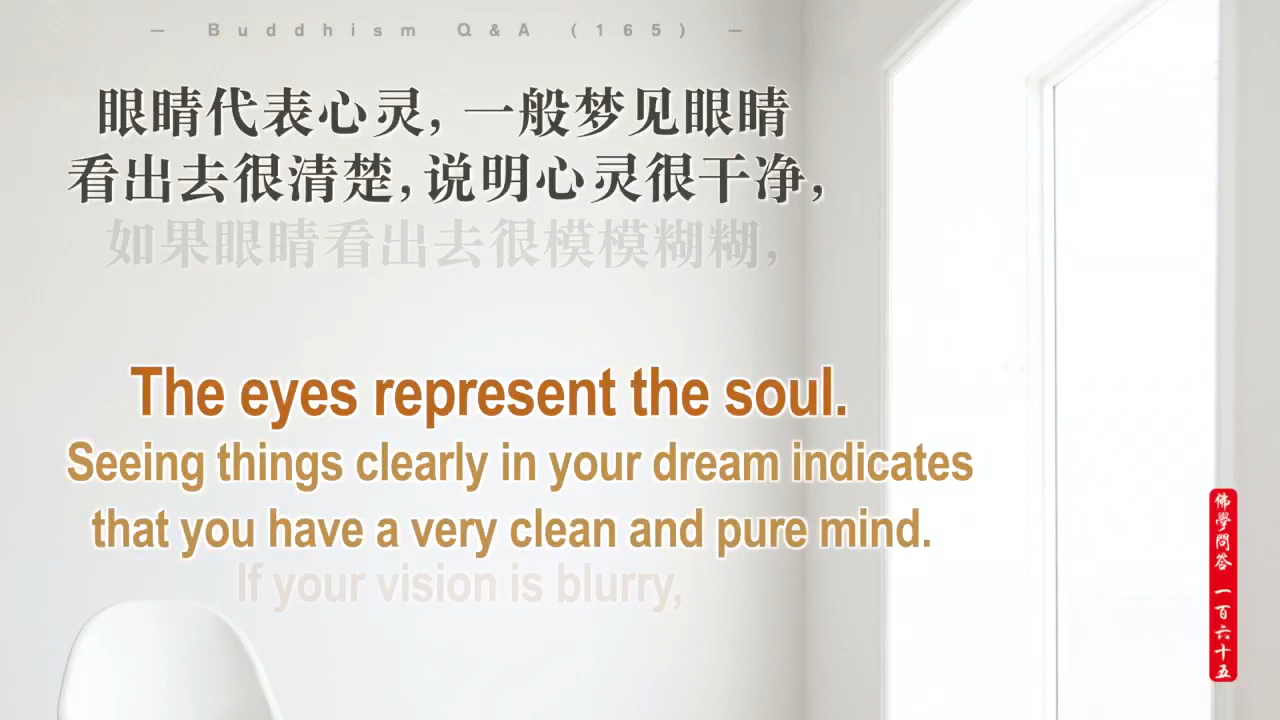 — Buddhism Q&A (165) —
眼睛代表心灵, 一般梦见眼睛
看出去很清楚, 说明心灵很干净,
如果眼睛看出去很模模糊糊,
The eyes represent the soul.
Seeing things clearly in your dream indicates
that you have a very clean and pure mind.
If your vision is blurry,
佛學問答 一百六十五